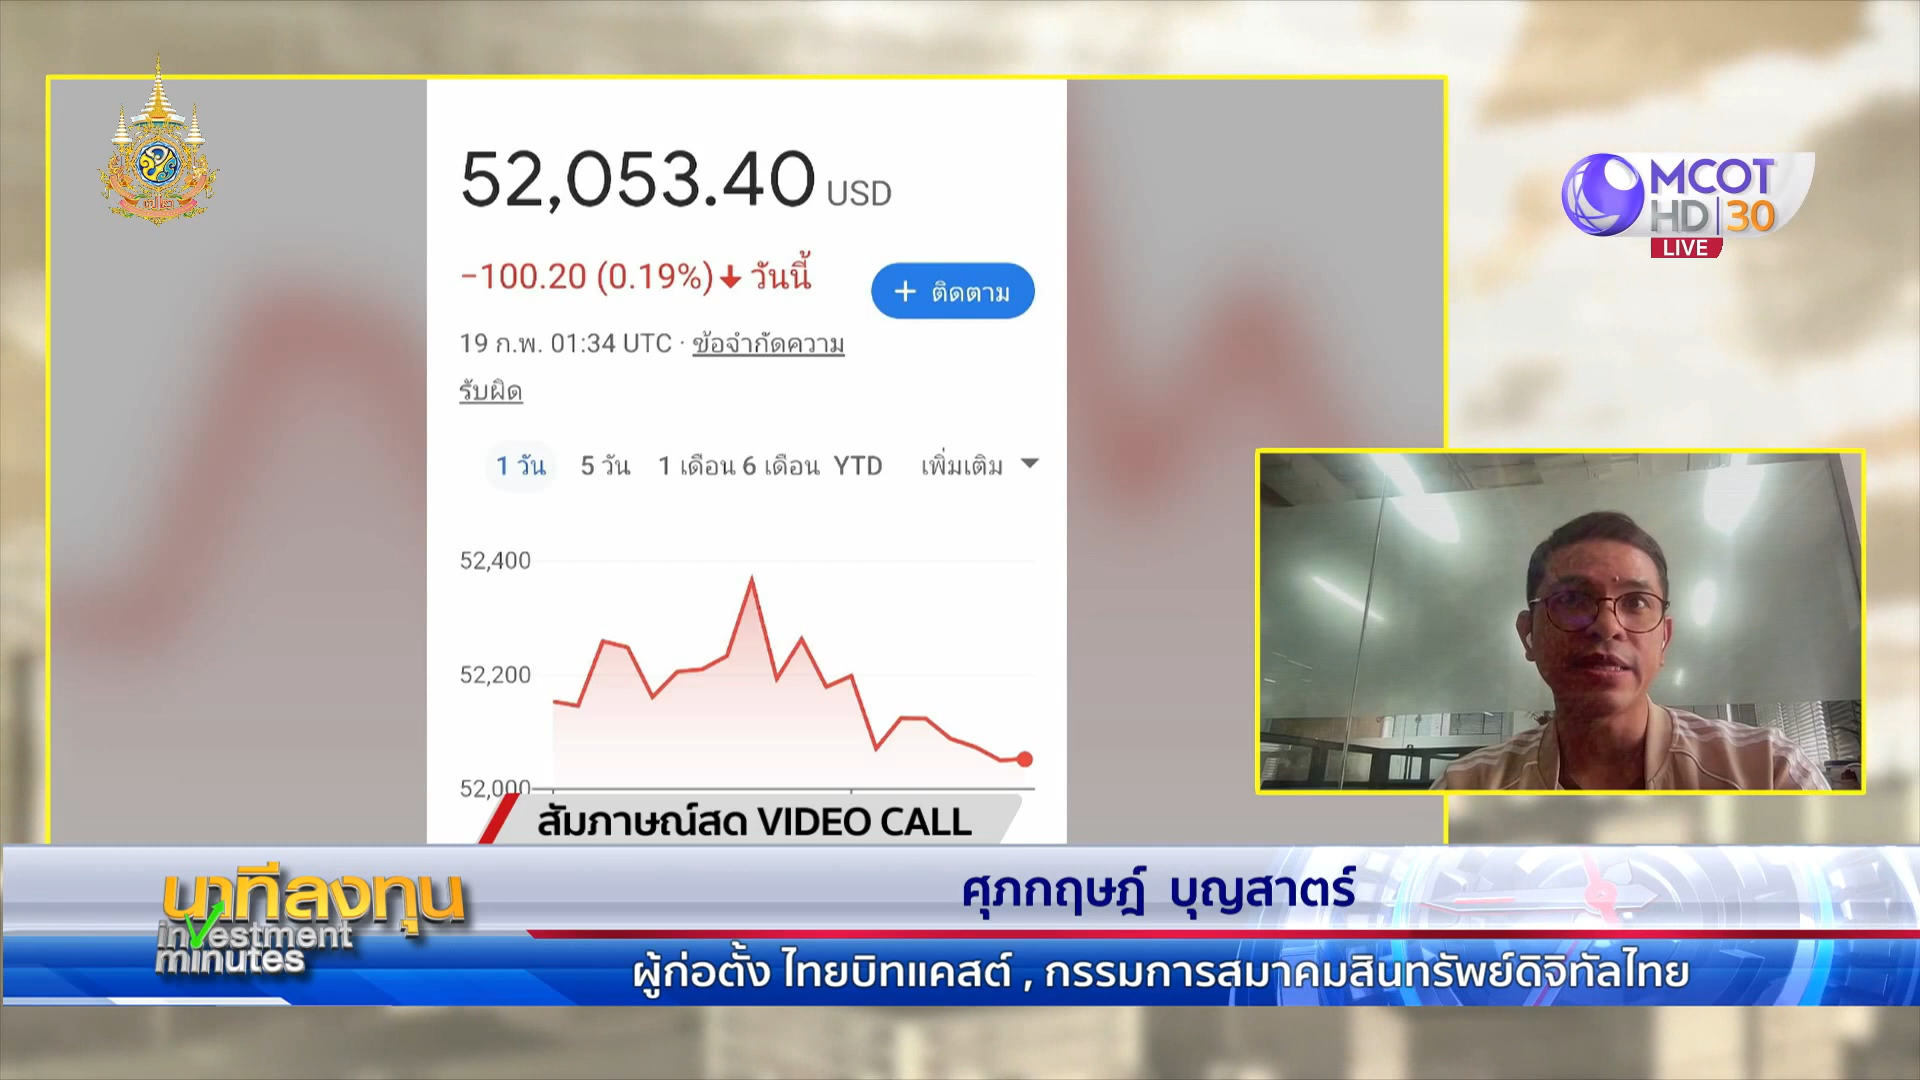 52,053.40 USD
−100.20 (0.19%) วันนี้
+ ติดตาม
19 ก.พ. 01:34 UTC · ข้อจำกัดความ
รับผิด
1 วัน 5 วัน 1 เดือน 6 เดือน YTD เพิ่มเติม
52,400
52,200
52,000
MCOT
HD 30
LIVE
สัมภาษณ์สด VIDEO CALL
นาทีลงทุน
investment
minutes
ศุภกฤษฎ์ บุญสาตร์
ผู้ก่อตั้ง ไทยบิทแคสต์ , กรรมการสมาคมสินทรัพย์ดิจิทัลไทย